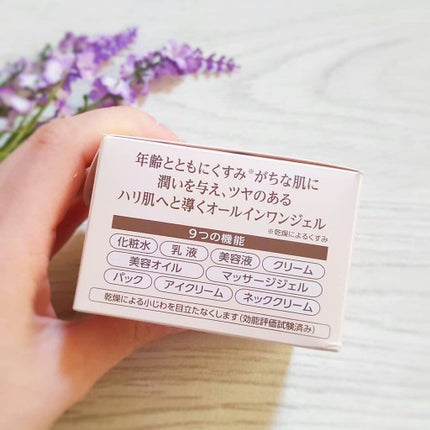 年齢とともにくすみ※がちな肌に
潤いを与え、ツヤのある
ハリ肌へと導くオールインワンジェル
※乾燥によるくすみ
9つの機能
化粧水 乳液 美容液 クリーム
美容オイル マッサージジェル
パック アイクリーム ネッククリーム
乾燥による小じわを目立たなくします(効能評価試験済み)